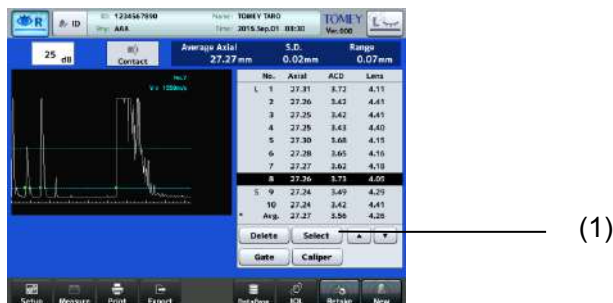 R ID ID: 1234567890 Name: TOMEY TARO TOMEY
Phy: ARA Time: 2015.Sep.01 08:30 Ver.000
25 dB Contact Average Axial 27.27mm S.D. 0.02mm Range 0.07mm
No.7
V = 1550m/s
No. Axial ACD Lens
L 1 27.31 3.72 4.11
2 27.26 3.42 4.41
3 27.25 3.42 4.41
4 27.25 3.43 4.40
5 27.30 3.68 4.15
6 27.28 3.65 4.16
7 27.27 3.62 4.18
8 27.26 3.73 4.05
S 9 27.24 3.49 4.29
10 27.24 3.42 4.41
* Avg. 27.27 3.56 4.26
Delete Select ▲ ▼ (1)
Gate Caliper
Setup Measure Print Export DataBase IOL Retake New